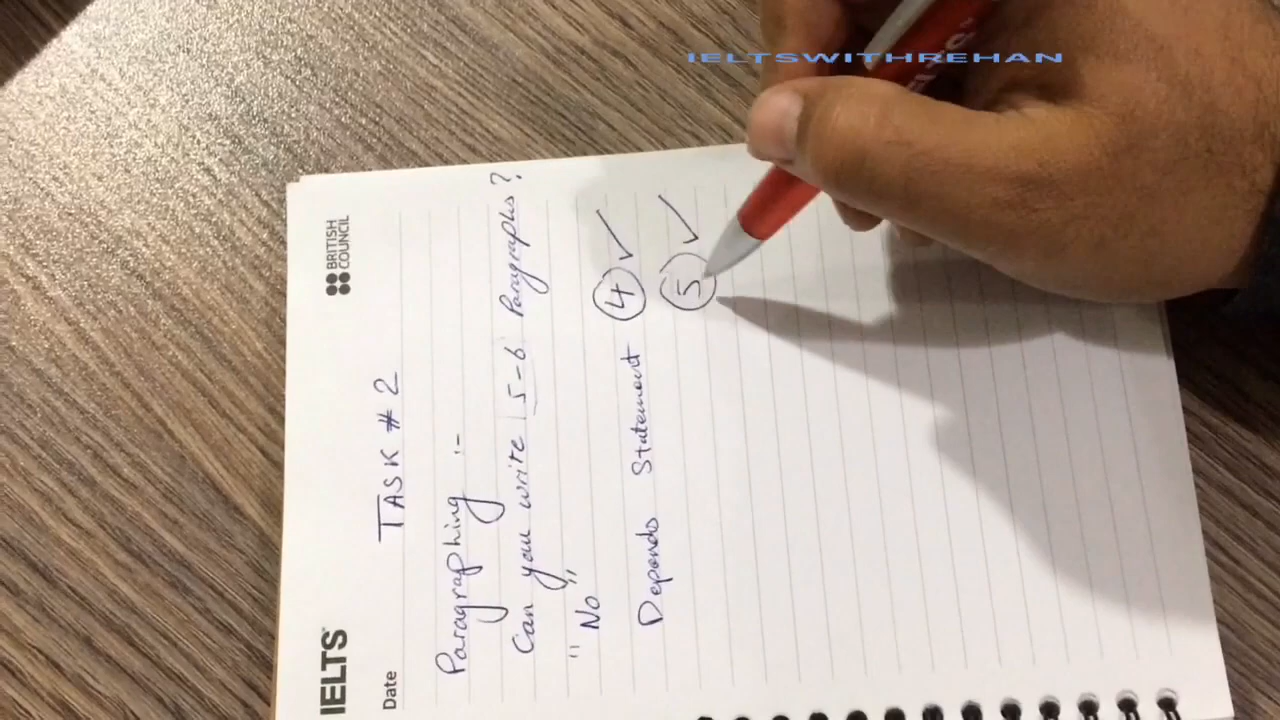 IELTSWITHREHAN
IELTS BRITISH COUNCIL
Date
TASK # 2
Paragraphing :-
Can you write 5-6 Paragraphs?
"No"
4 ✓
Depends Statement
5 ✓